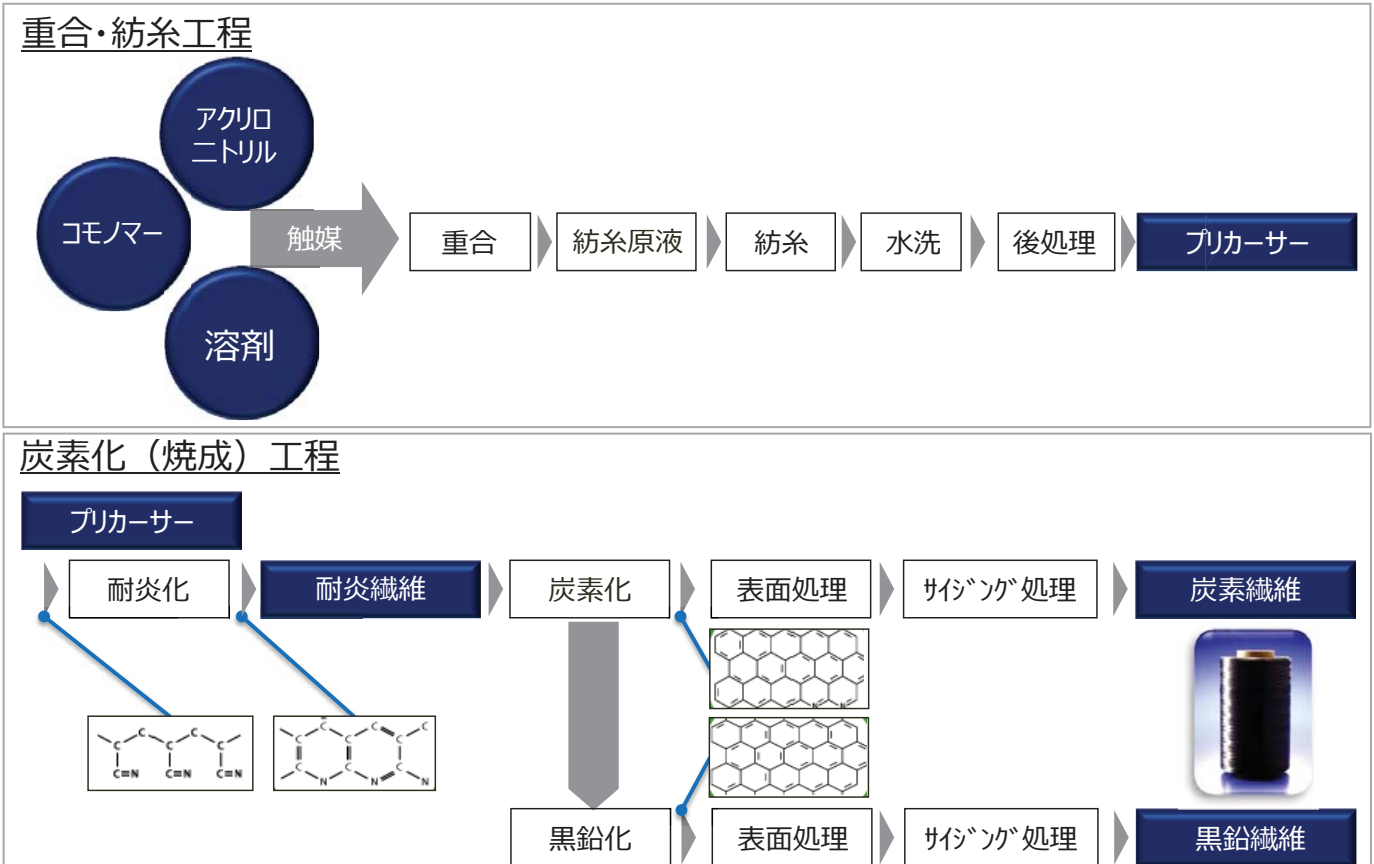 重合・紡糸工程
アクリロ
ニトリル
コモノマー
溶剤
触媒
重合
紡糸原液
紡糸
水洗
後処理
プリカーサー
炭素化（焼成）工程
プリカーサー
耐炎化
耐炎繊維
炭素化
表面処理
ｻｲｼﾞﾝｸﾞ処理
炭素繊維
C C C C C
C≡N C≡N C≡N
C C C
C C C C
C C C
N N N
N N
黒鉛化
表面処理
ｻｲｼﾞﾝｸﾞ処理
黒鉛繊維